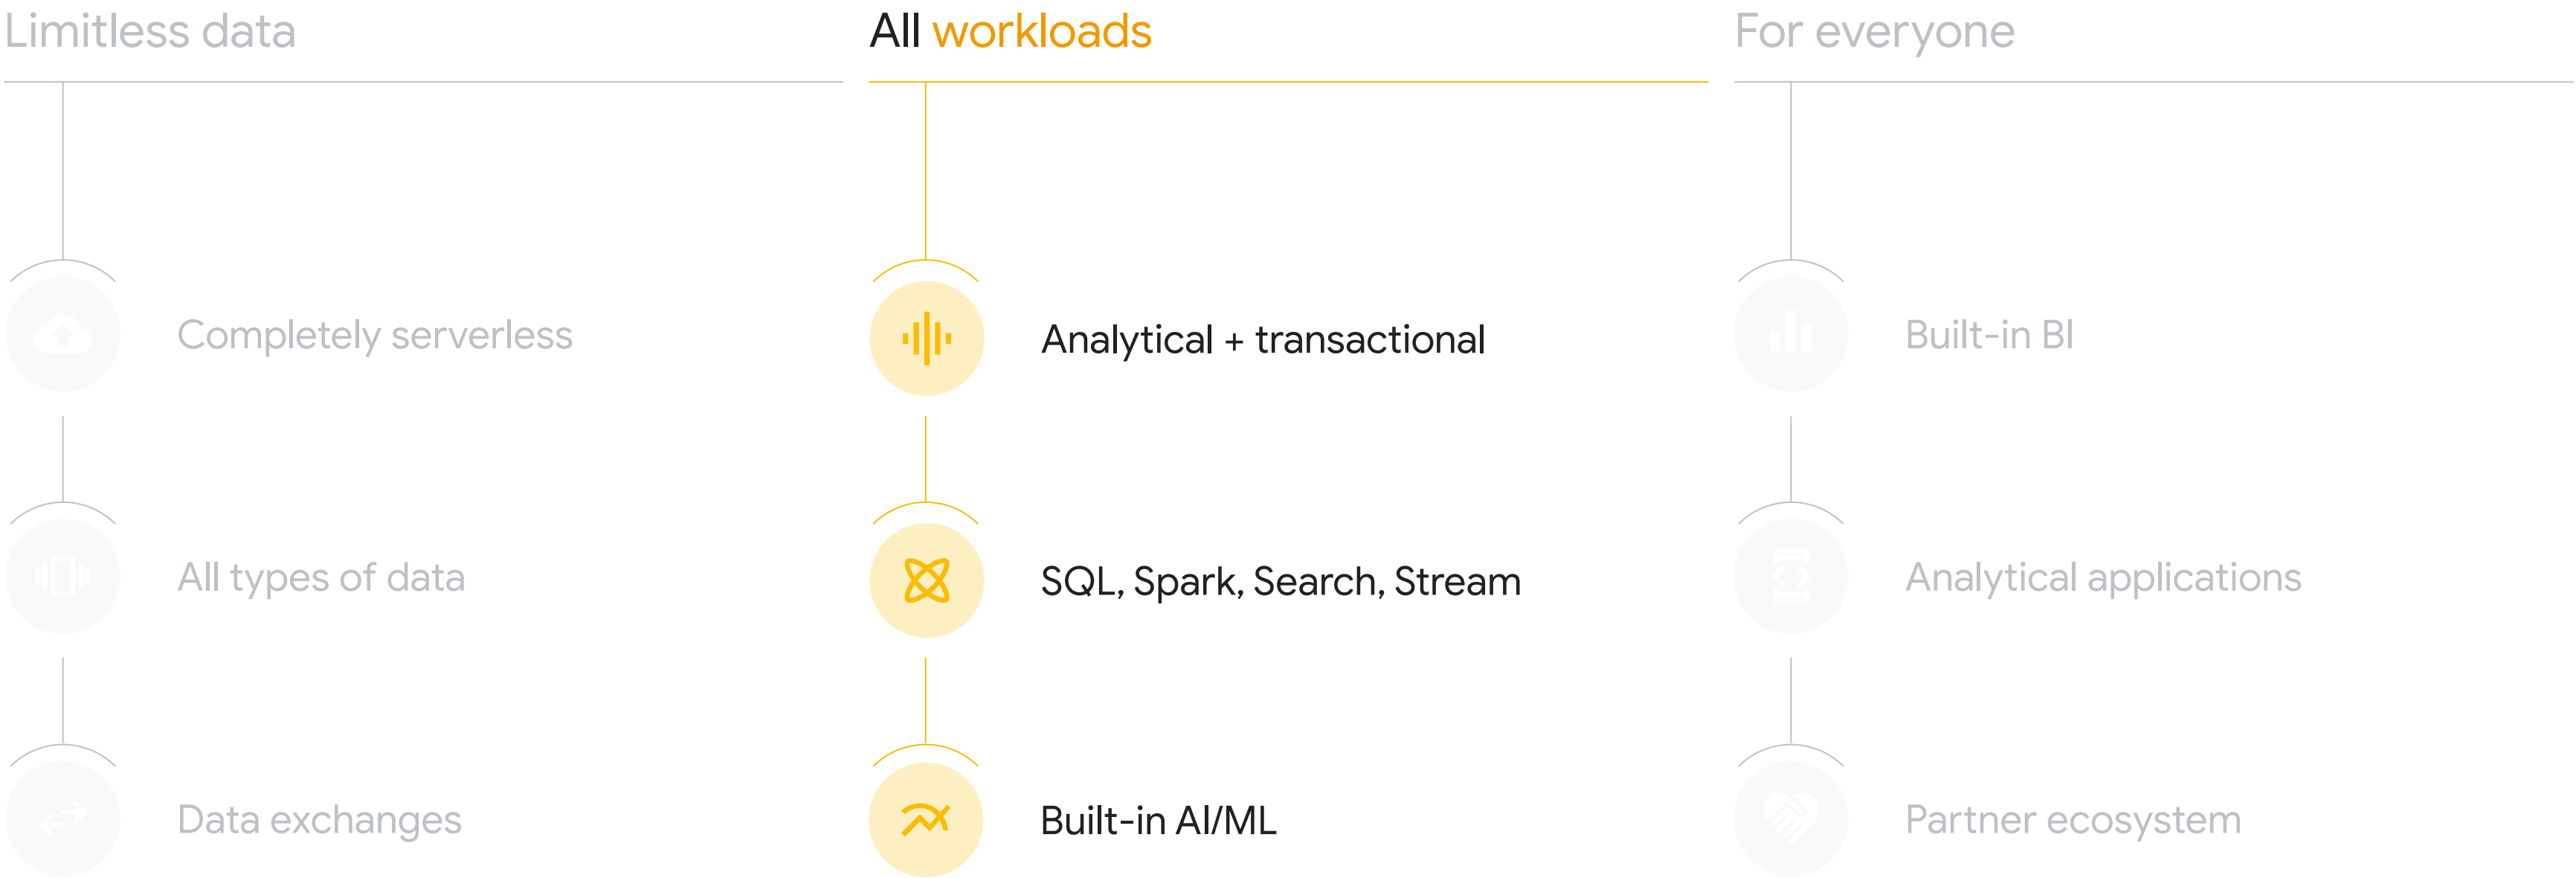 Limitless data
Completely serverless
All types of data
Data exchanges
All workloads
Analytical + transactional
SQL, Spark, Search, Stream
Built-in AI/ML
For everyone
Built-in BI
Analytical applications
Partner ecosystem